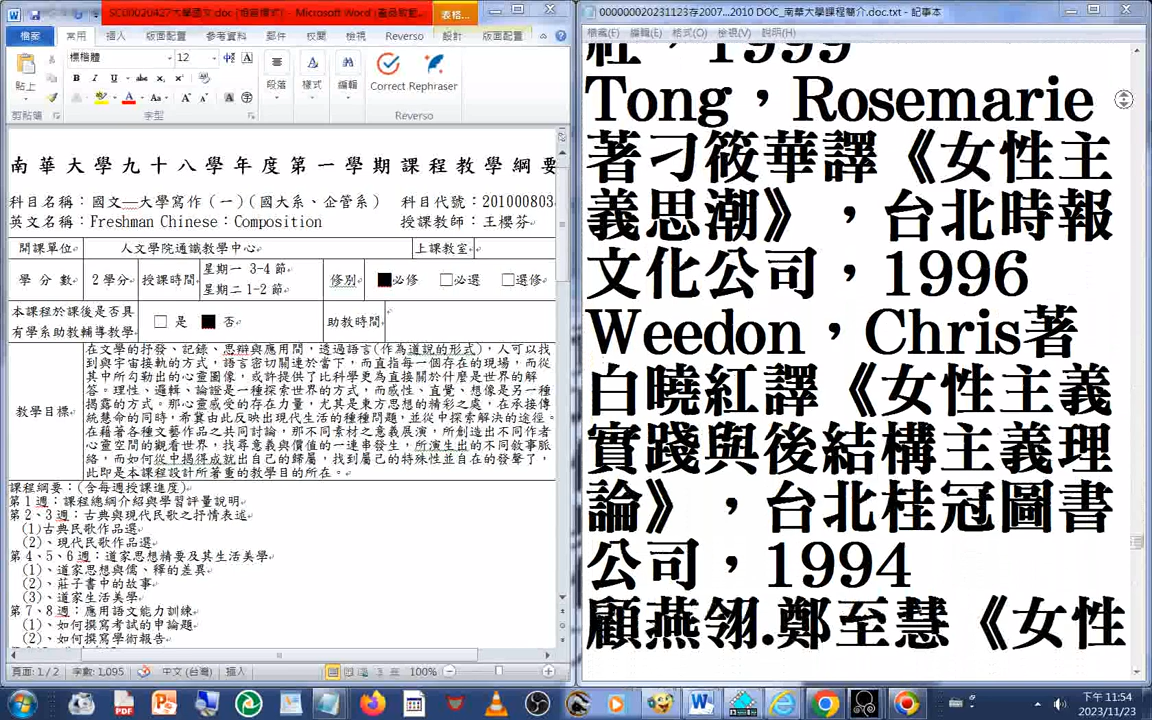 SC00020427大學國文.doc [相容模式] - Microsoft Word (產品啟動...
表格...
檔案 常用 插入 版面配置 參考資料 郵件 校閱 檢視 Reverso 設計 版面配置
標楷體 12
貼上
段落 樣式 編輯 Correct Rephraser
剪貼簿 字型 Reverso
南華大學九十八學年度第一學期課程教學綱要
科目名稱：國文—大學寫作(一)(國大系、企管系) 科目代號：201000803
英文名稱：Freshman Chinese：Composition 授課教師：王櫻芬
開課單位 人文學院通識教學中心 上課教室
學 分 數 2學分 授課時間 星期一 3-4 節
星期二 1-2 節 修別 ■必修 □必選 □選修
本課程於課後是否具
有學系助教輔導教學 □ 是 ■ 否 助教時間
教學目標
在文學的抒發、記錄、思辯與應用間，透過語言(作為道說的形式)，人可以找
到與宇宙接軌的方式，語言密切關連於當下，而直指每一個存在的現場，而從
其中所勾勒出的心靈圖像，或許提供了比科學更為直接關於什麼是世界的解
答。理性、邏輯、論證是一種探索世界的方式，而感性、直覺、想像是另一種
揭露的方式。那心靈感受的存在力量，尤其是東方思想的精彩之處，在承接傳
統慧命的同時，希冀由此反映出現代生活的種種問題，並從中探索解決的途徑。
在藉著各種文藝作品之共同討論，那不同素材之意義展演，所創造出不同作者
心靈空間的觀看世界，找尋意義與價值的一連串發生，所演生出的不同敘事脈
絡，而如何從中揭得成就出自己的歸屬，找到屬己的特殊性並自在的發聲了，
此即是本課程設計所著重的教學目的所在。
課程綱要：(含每週授課進度)
第1週：課程總綱介紹與學習評量說明
第2、3週：古典與現代民歌之抒情表述
(1)古典民歌作品選
(2)、現代民歌作品選
第4、5、6週：道家思想精要及其生活美學
(1)、道家思想與儒、釋的差異
(2)、莊子書中的故事
(3)、道家生活美學
第7、8週：應用語文能力訓練
(1)、如何撰寫考試的申論題
(2)、如何撰寫學術報告
頁面: 1 / 2 字數: 1,095 中文 (台灣) 插入 100%
000000020231123存2007...2010 DOC_南華大學課程簡介.doc.txt - 記事本
檔案(F) 編輯(E) 格式(O) 檢視(V) 說明(H)
社，1999
Tong，Rosemarie
著刁筱華譯《女性主
義思潮》，台北時報
文化公司，1996
Weedon，Chris著
白曉紅譯《女性主義
實踐與後結構主義理
論》，台北桂冠圖書
公司，1994
顧燕翎.鄭至慧《女性
下午 11:54
2023/11/23